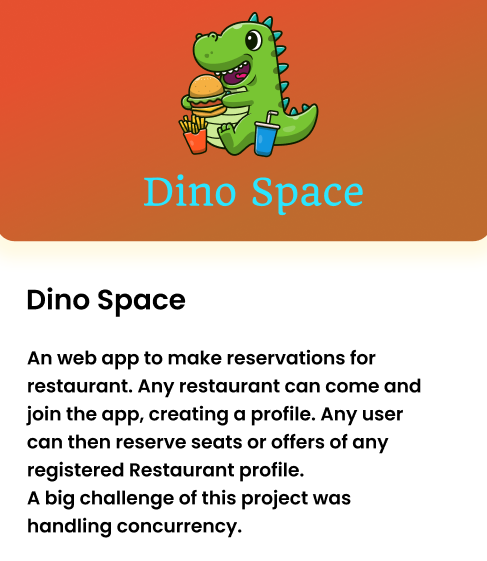 Dino Space
Dino Space
An web app to make reservations for
restaurant. Any restaurant can come and
join the app, creating a profile. Any user
can then reserve seats or offers of any
registered Restaurant profile.
A big challenge of this project was
handling concurrency.